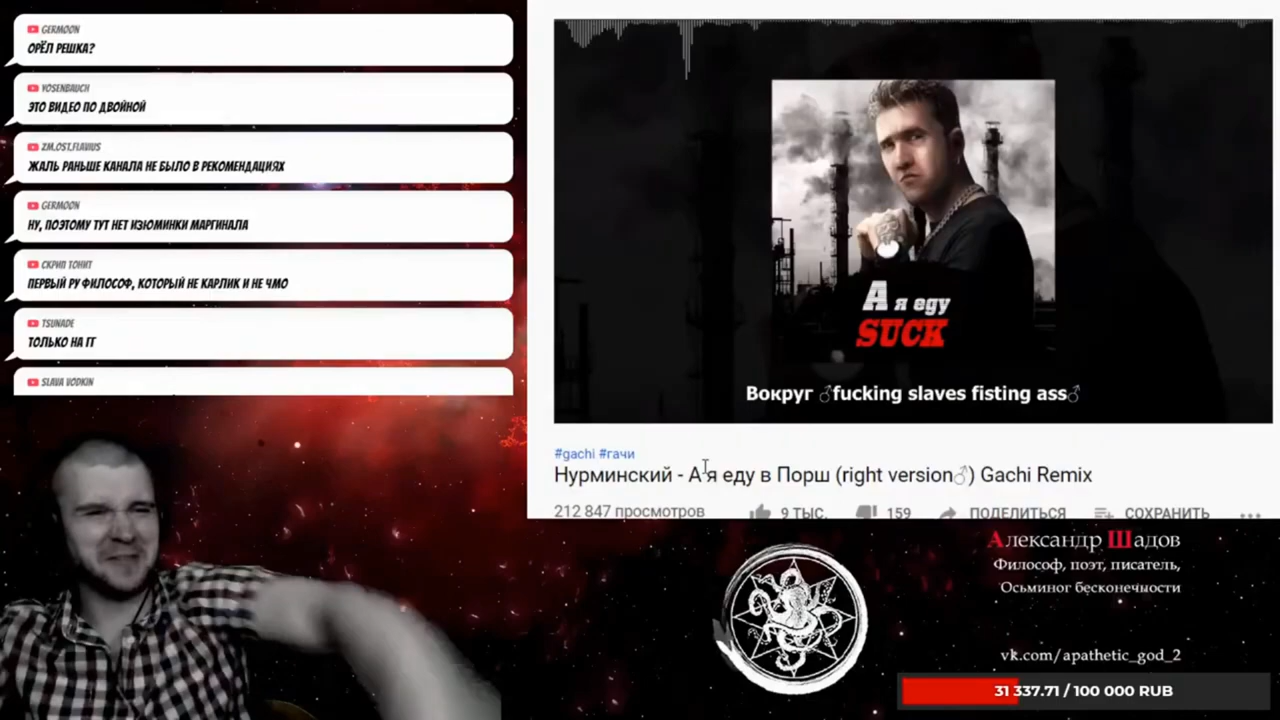 GERMOON
ОРЁЛ РЕШКА?
YOSENBAUCH
ЭТО ВИДЕО ПО ДВОЙНОЙ
ZM.OST.FLAVIUS
ЖАЛЬ РАНЬШЕ КАНАЛА НЕ БЫЛО В РЕКОМЕНДАЦИЯХ
GERMOON
НУ, ПОЭТОМУ ТУТ НЕТ ИЗЮМИНКИ МАРГИНАЛА
СКРИП ТОНИТ
ПЕРВЫЙ РУ ФИЛОСОФ, КОТОРЫЙ НЕ КАРЛИК И НЕ ЧМО
TSUNADE
ТОЛЬКО НА ГГ
SLAVA VODKIN
А я еду
SUCK
Вокруг ♂fucking slaves fisting ass♂
#gachi #гачи
Нурминский - А я еду в Порш (right version♂) Gachi Remix
212 847 просмотров
9 ТЫС.
159
ПОДЕЛИТЬСЯ
СОХРАНИТЬ
Александр Шадов
Философ, поэт, писатель,
Осьминог бесконечности
vk.com/apathetic_god_2
31 337.71 / 100 000 RUB